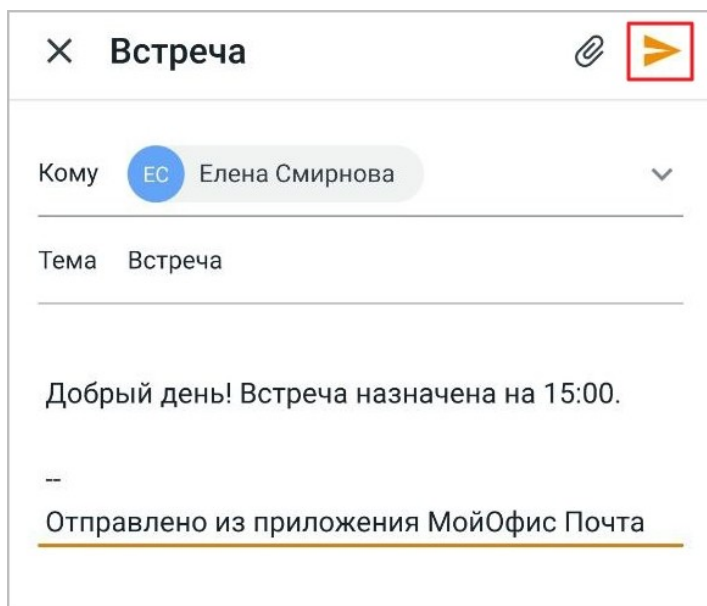 Встреча
Кому ЕС Елена Смирнова
Тема Встреча
Добрый день! Встреча назначена на 15:00.
--
Отправлено из приложения МойОфис Почта